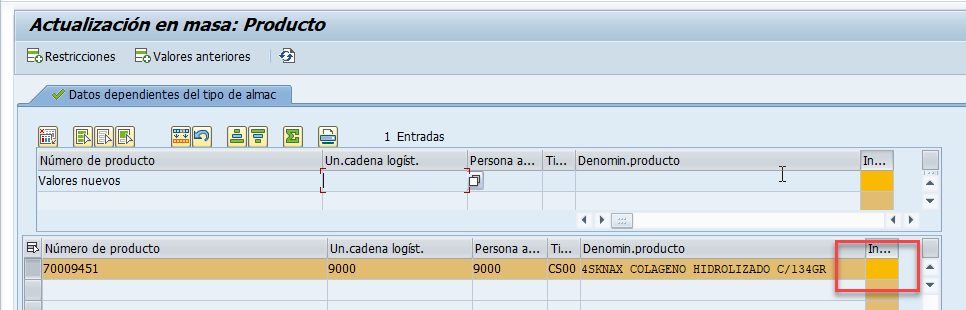 Actualización en masa: Producto
Restricciones Valores anteriores
Datos dependientes del tipo de almac
1 Entradas
Número de producto Un.cadena logíst. Persona a... Ti... Denomin.producto In...
Valores nuevos
Número de producto Un.cadena logíst. Persona a... Ti... Denomin.producto In...
70009451 9000 9000 CS00 4SKNAX COLAGENO HIDROLIZADO C/134GR